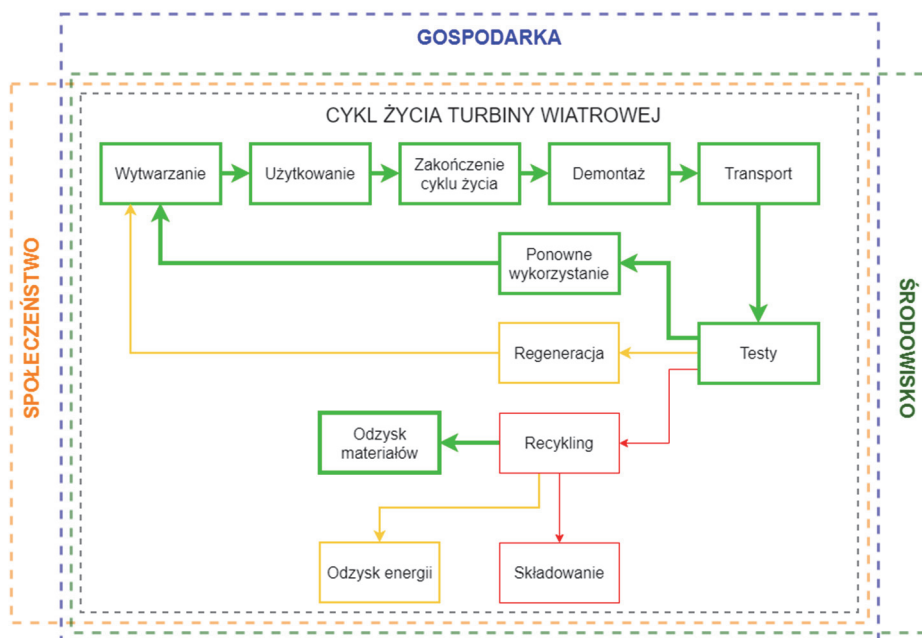 GOSPODARKA
CYKL ŻYCIA TURBINY WIATROWEJ
Wytwarzanie
Użytkowanie
Zakończenie
cyklu życia
Demontaż
Transport
Ponowne
wykorzystanie
SPOŁECZEŃSTWO
ŚRODOWISKO
Regeneracja
Testy
Odzysk
materiałów
Recykling
Odzysk energii
Składowanie